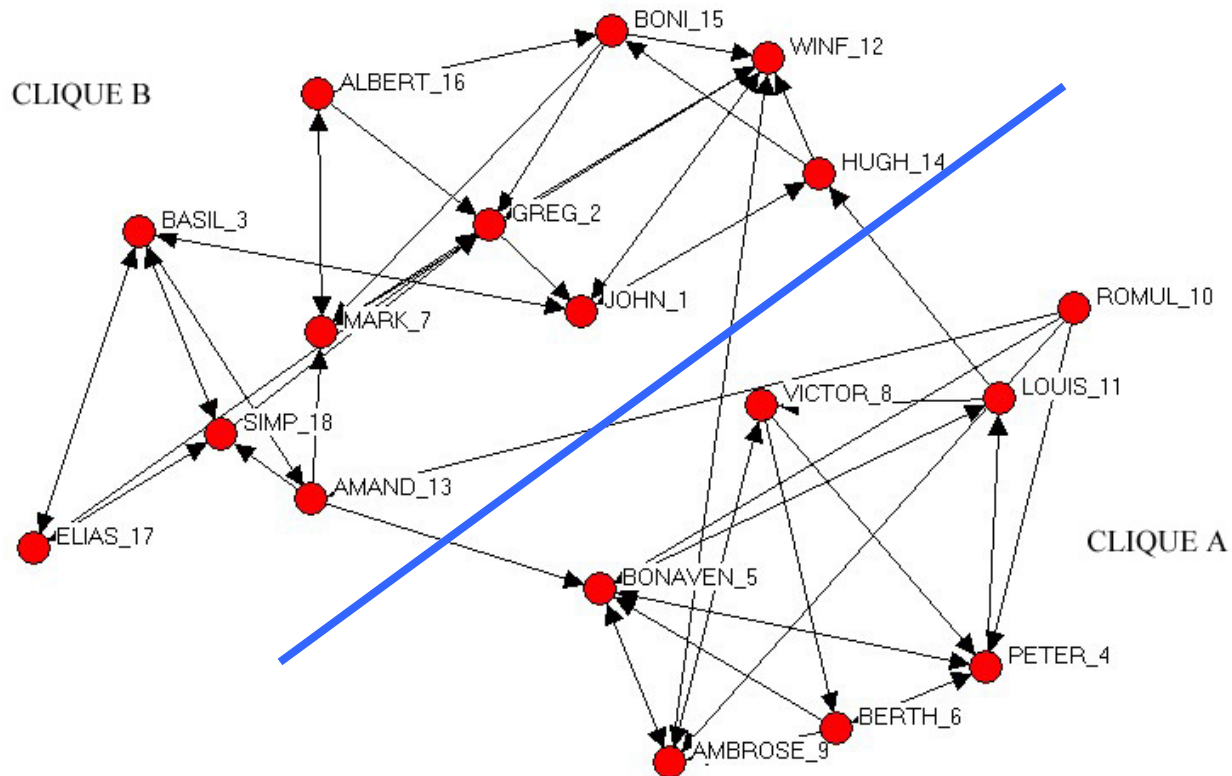 BONI_15
WINF_12
ALBERT_16
CLIQUE B
HUGH_14
BASIL_3
GREG_2
ROMUL_10
JOHN_1
MARK_7
VICTOR_8
LOUIS_11
SIMP_18
AMAND_13
ELIAS_17
CLIQUE A
BONAVEN_5
PETER_4
BERTH_6
AMBROSE_9